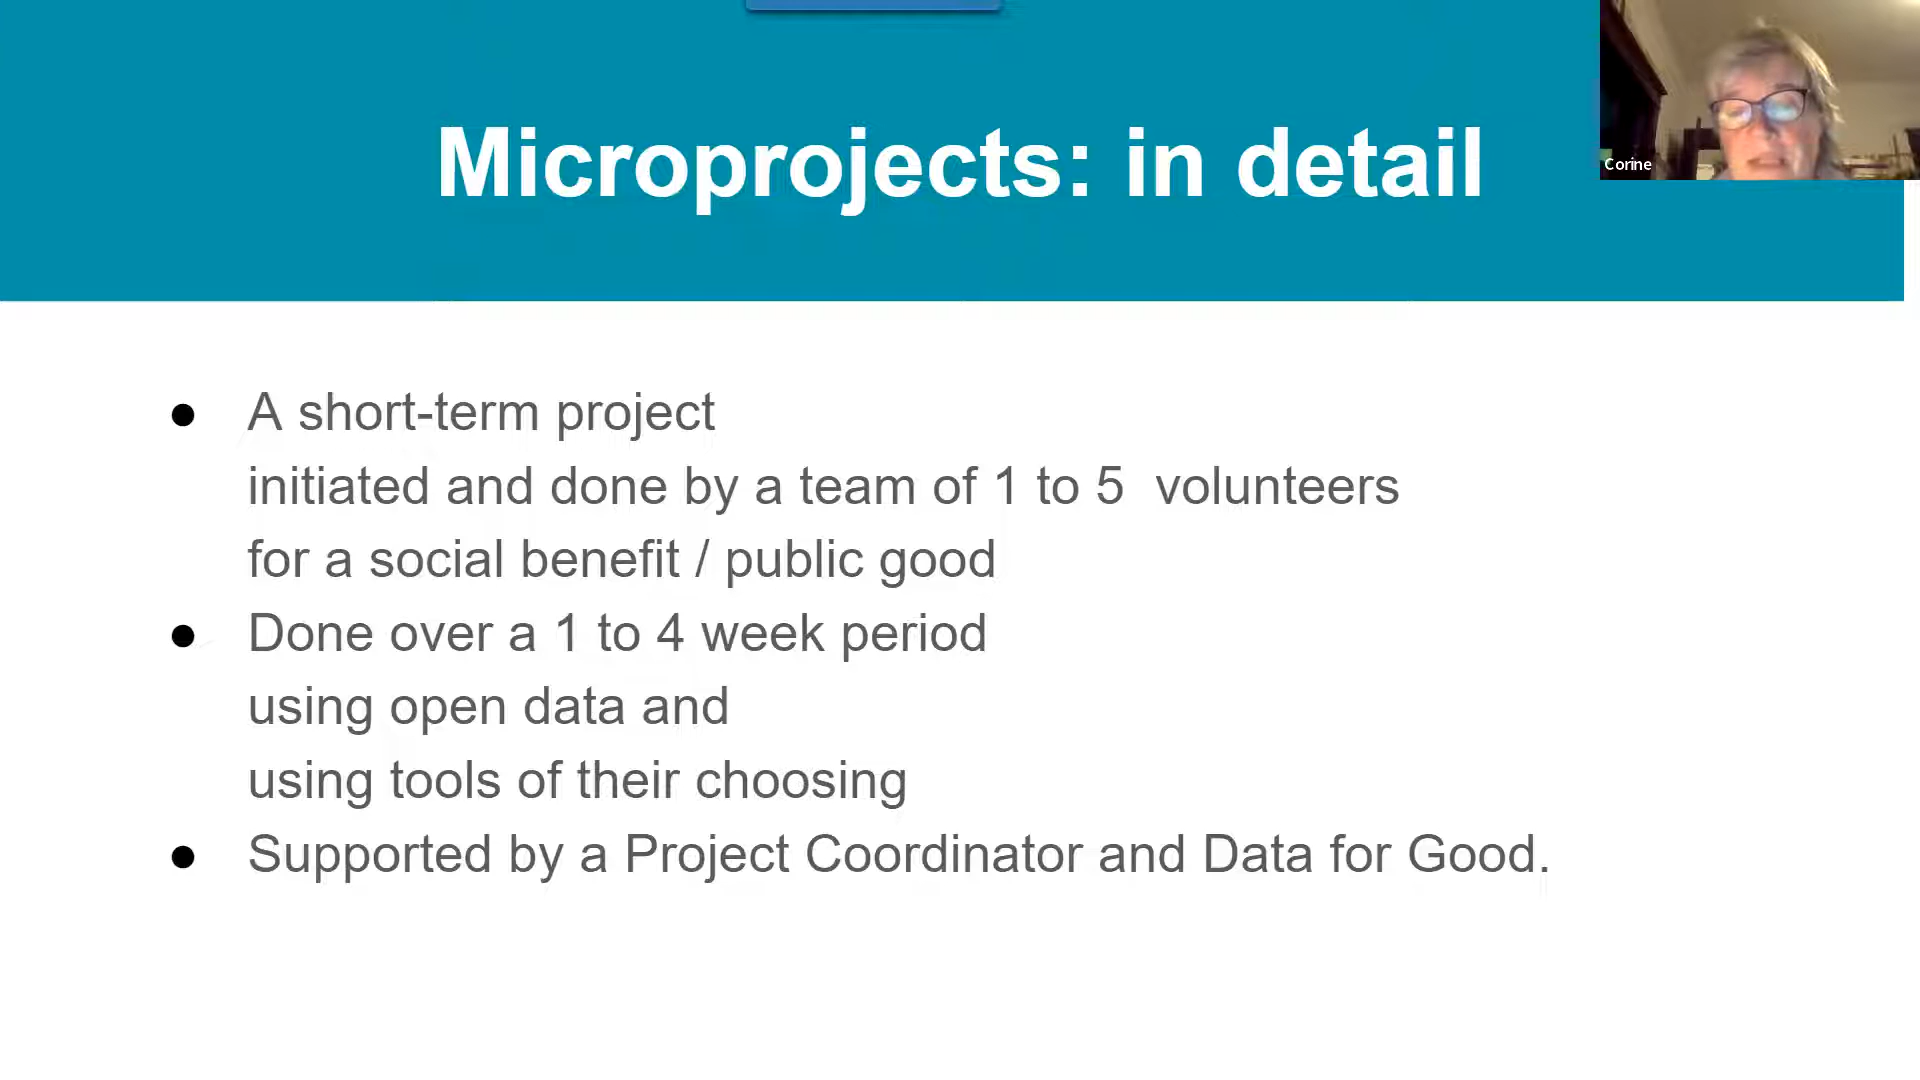 Microprojects: in detail
Corine
● A short-term project
initiated and done by a team of 1 to 5  volunteers
for a social benefit / public good
● Done over a 1 to 4 week period
using open data and
using tools of their choosing
● Supported by a Project Coordinator and Data for Good.